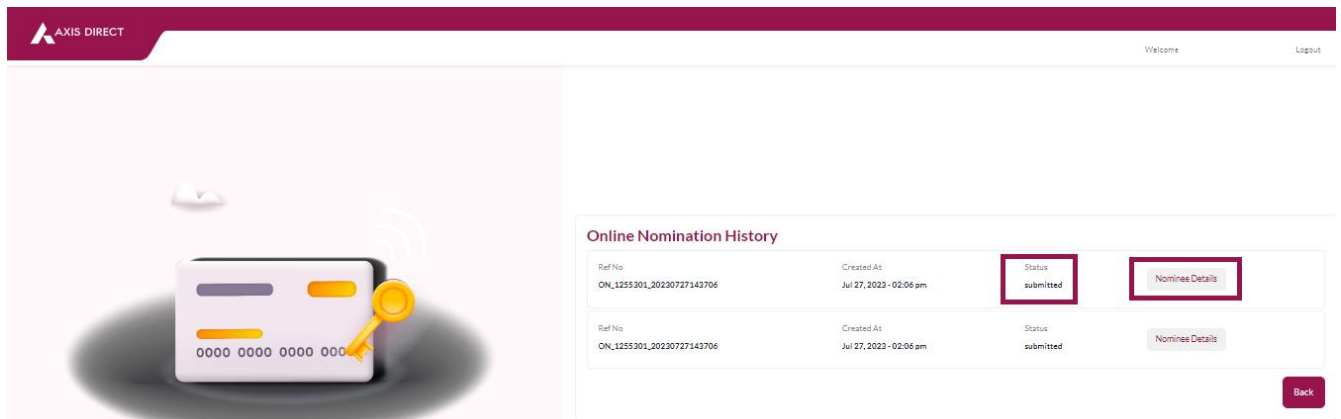 AXIS DIRECT
Welcome Logout
Online Nomination History
Ref No Created At Status
ON_1255301_20230727143706 Jul 27, 2023 - 02:06 pm submitted Nominee Details
Ref No Created At Status
ON_1255301_20230727143706 Jul 27, 2023 - 02:06 pm submitted Nominee Details
0000 0000 0000 000
Back